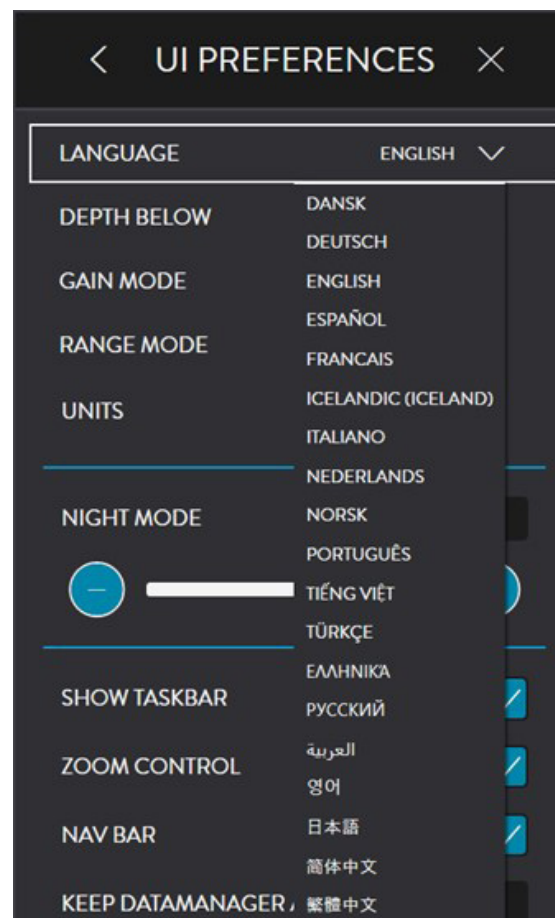 UI PREFERENCES
LANGUAGE ENGLISH
DEPTH BELOW
GAIN MODE
RANGE MODE
UNITS
NIGHT MODE
SHOW TASKBAR
ZOOM CONTROL
NAV BAR
KEEP DATAMANAGER
DANSK
DEUTSCH
ENGLISH
ESPAÑOL
FRANCAIS
ICELANDIC (ICELAND)
ITALIANO
NEDERLANDS
NORSK
PORTUGUÊS
TIẾNG VIỆT
TÜRKÇE
ΕΛΛΗΝΙΚΆ
РУССКИЙ
العربية
영어
日本語
简体中文
繁體中文